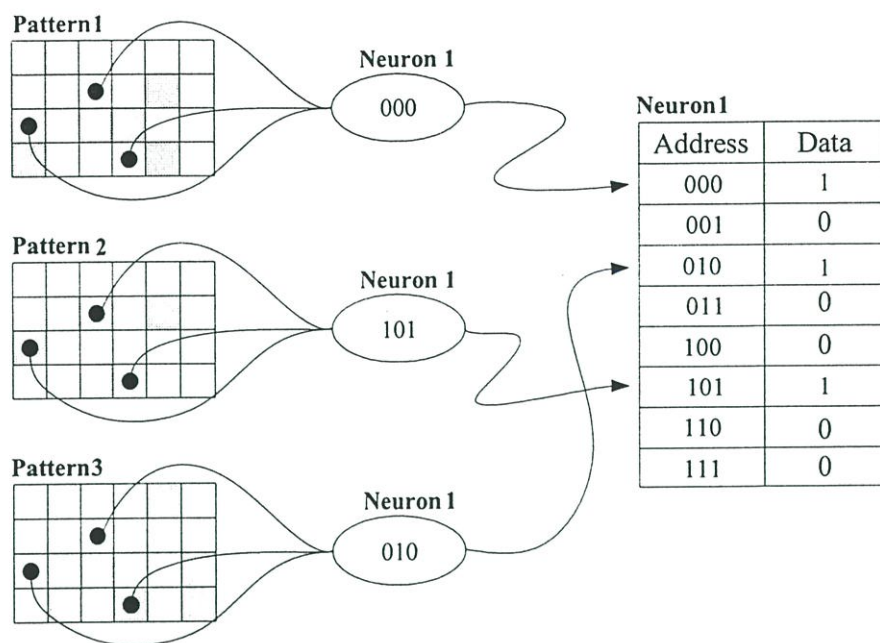 Pattern1
Neuron 1
000
Pattern 2
Neuron 1
101
Pattern3
Neuron 1
010
Neuron1
Address Data
000 1
001 0
010 1
011 0
100 0
101 1
110 0
111 0